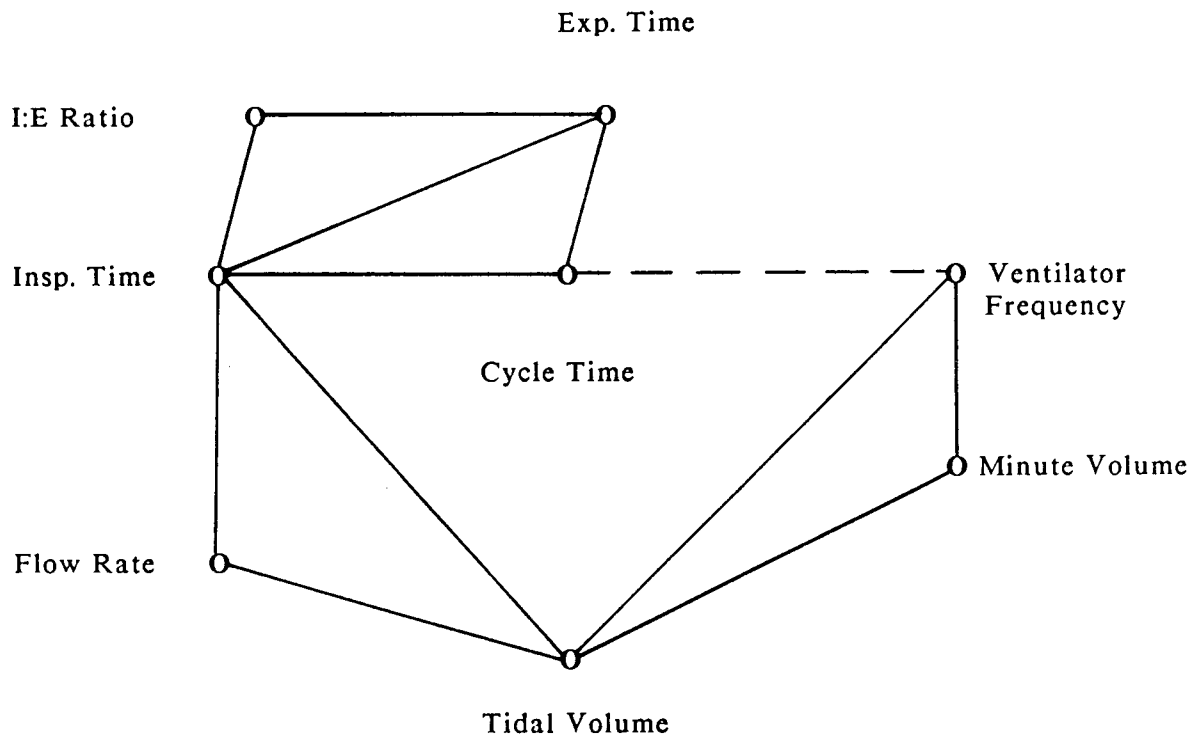 Exp. Time
I:E Ratio
Insp. Time
Ventilator
Frequency
Cycle Time
Minute Volume
Flow Rate
Tidal Volume